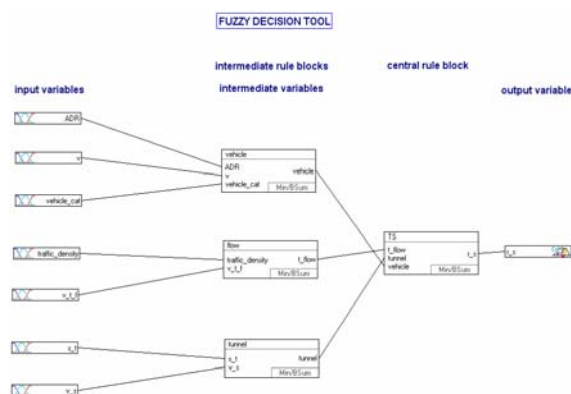 FUZZY DECISION TOOL
intermediate rule blocks
central rule block
input variables
intermediate variables
output variable
ADR
v
vehicle_cat
traffic_density
v_t_f
s_t
v_s
vehicle
ADR
vehicle
v
vehicle_cat
Min/BSum
flow
traffic_density
t_flow
v_t_f
Min/BSum
tunnel
s_t
tunnel
v_s
Min/BSum
TS
t_flow
t_s
tunnel
vehicle
Min/BSum